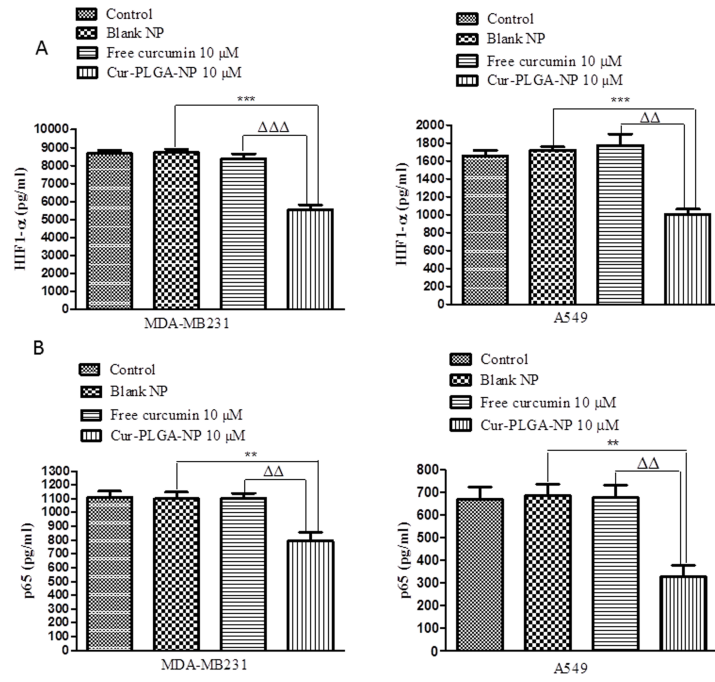 A
Control
Blank NP
Free curcumin 10 μM
Cur-PLGA-NP 10 μM
***
ΔΔΔ
HIF1-α (pg/ml)
10000
9000
8000
7000
6000
5000
4000
3000
2000
1000
0
MDA-MB231
Control
Blank NP
Free curcumin 10 μM
Cur-PLGA-NP 10 μM
***
ΔΔ
HIF1-α (pg/ml)
2000
1800
1600
1400
1200
1000
800
600
400
200
0
A549
B
Control
Blank NP
Free curcumin 10 μM
Cur-PLGA-NP 10 μM
**
ΔΔ
p65 (pg/ml)
1300
1200
1100
1000
900
800
700
600
500
400
300
200
100
0
MDA-MB231
Control
Blank NP
Free curcumin 10 μM
Cur-PLGA-NP 10 μM
**
ΔΔ
p65 (pg/ml)
800
700
600
500
400
300
200
100
0
A549